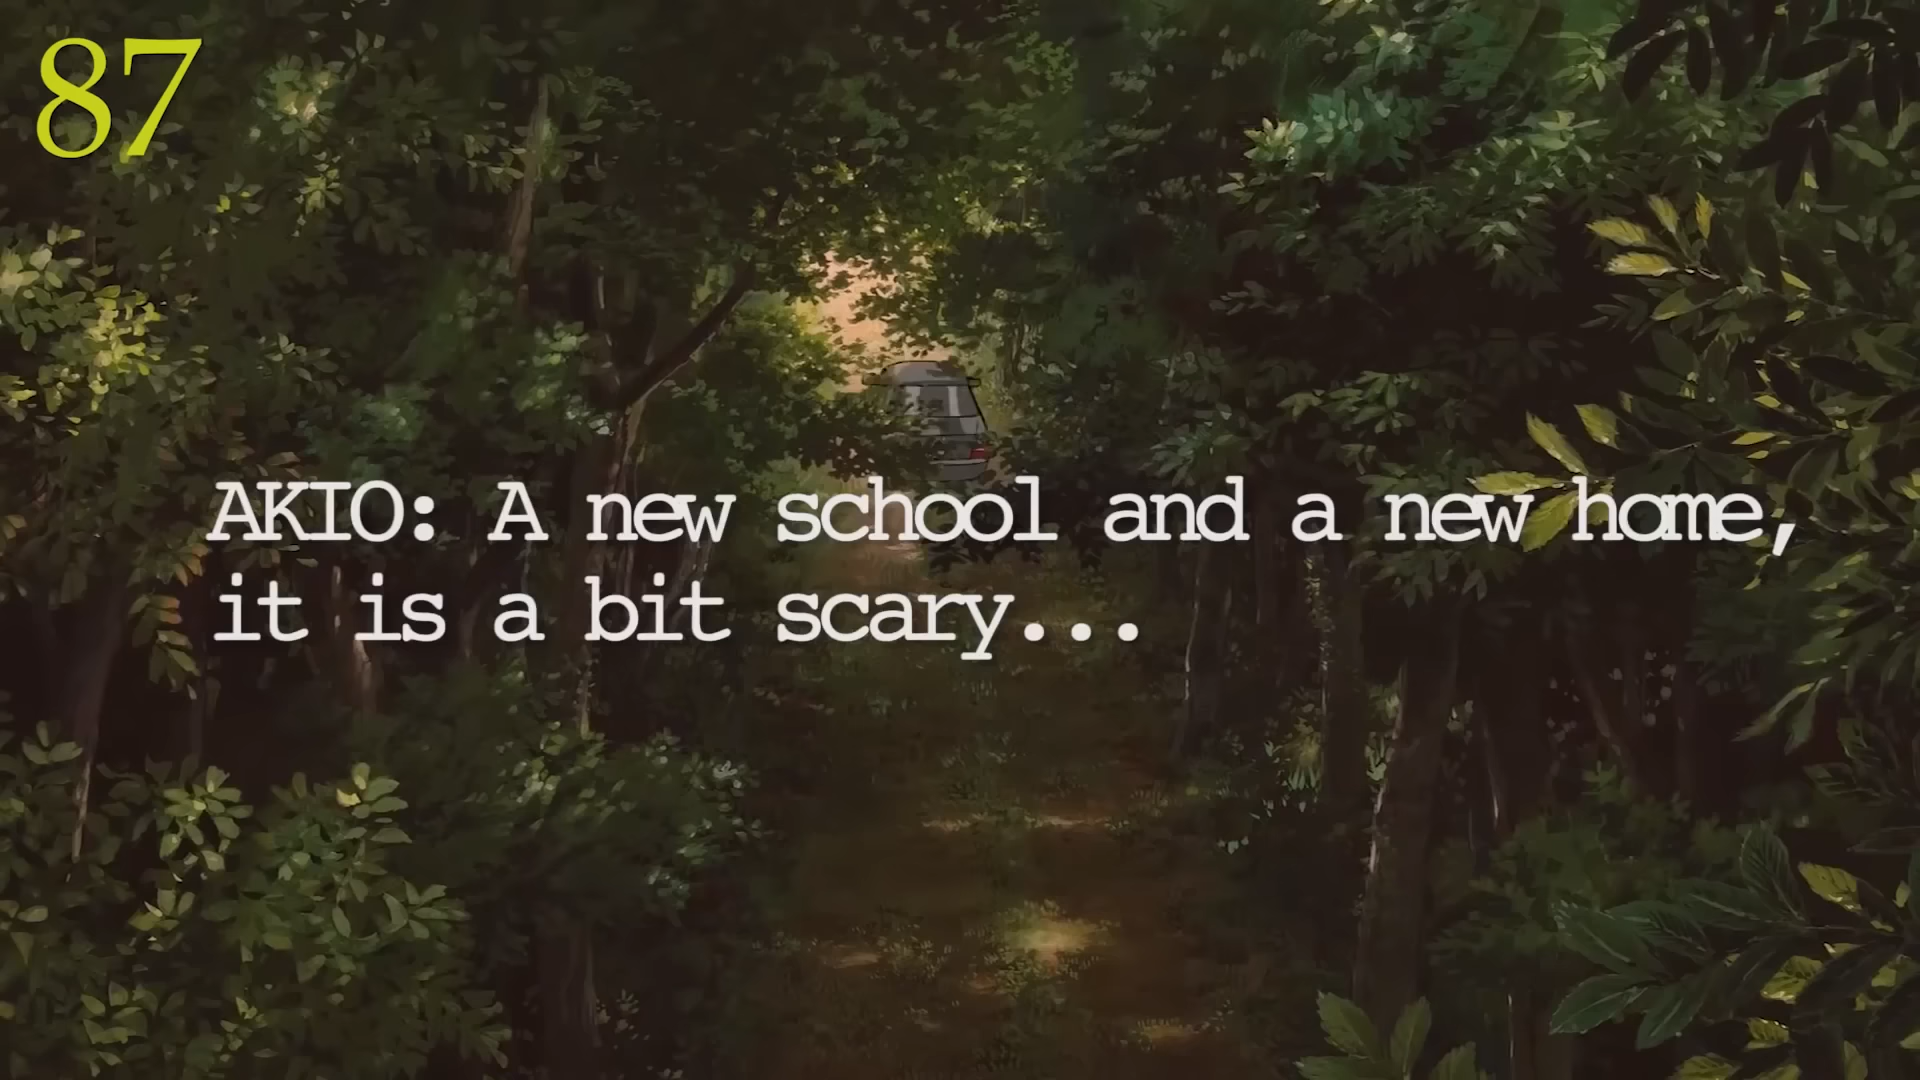 87
AKIO: A new school and a new home,
it is a bit scary...